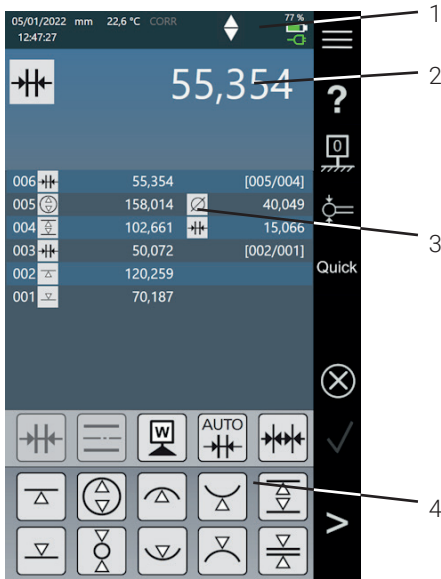 05/01/2022 mm 22,6 °C CORR 77 %
12:47:27
1
55,354
2
?
0
006 55,354 [005/004]
005 158,014 40,049
004 102,661 15,066
003 50,072 [002/001]
002 120,259
001 70,187
3
Quick
W
AUTO
4
>